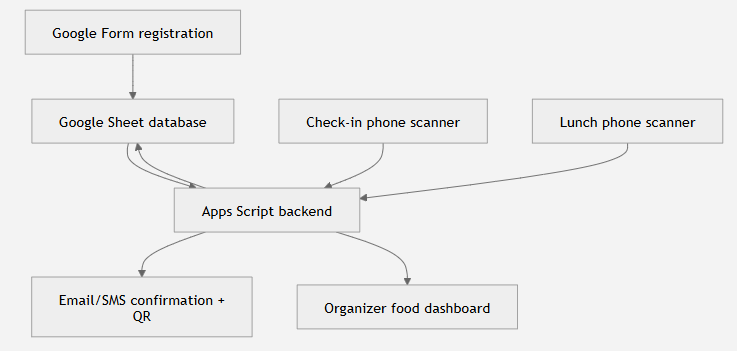 Google Form registration
Google Sheet database
Check-in phone scanner
Lunch phone scanner
Apps Script backend
Email/SMS confirmation +
QR
Organizer food dashboard